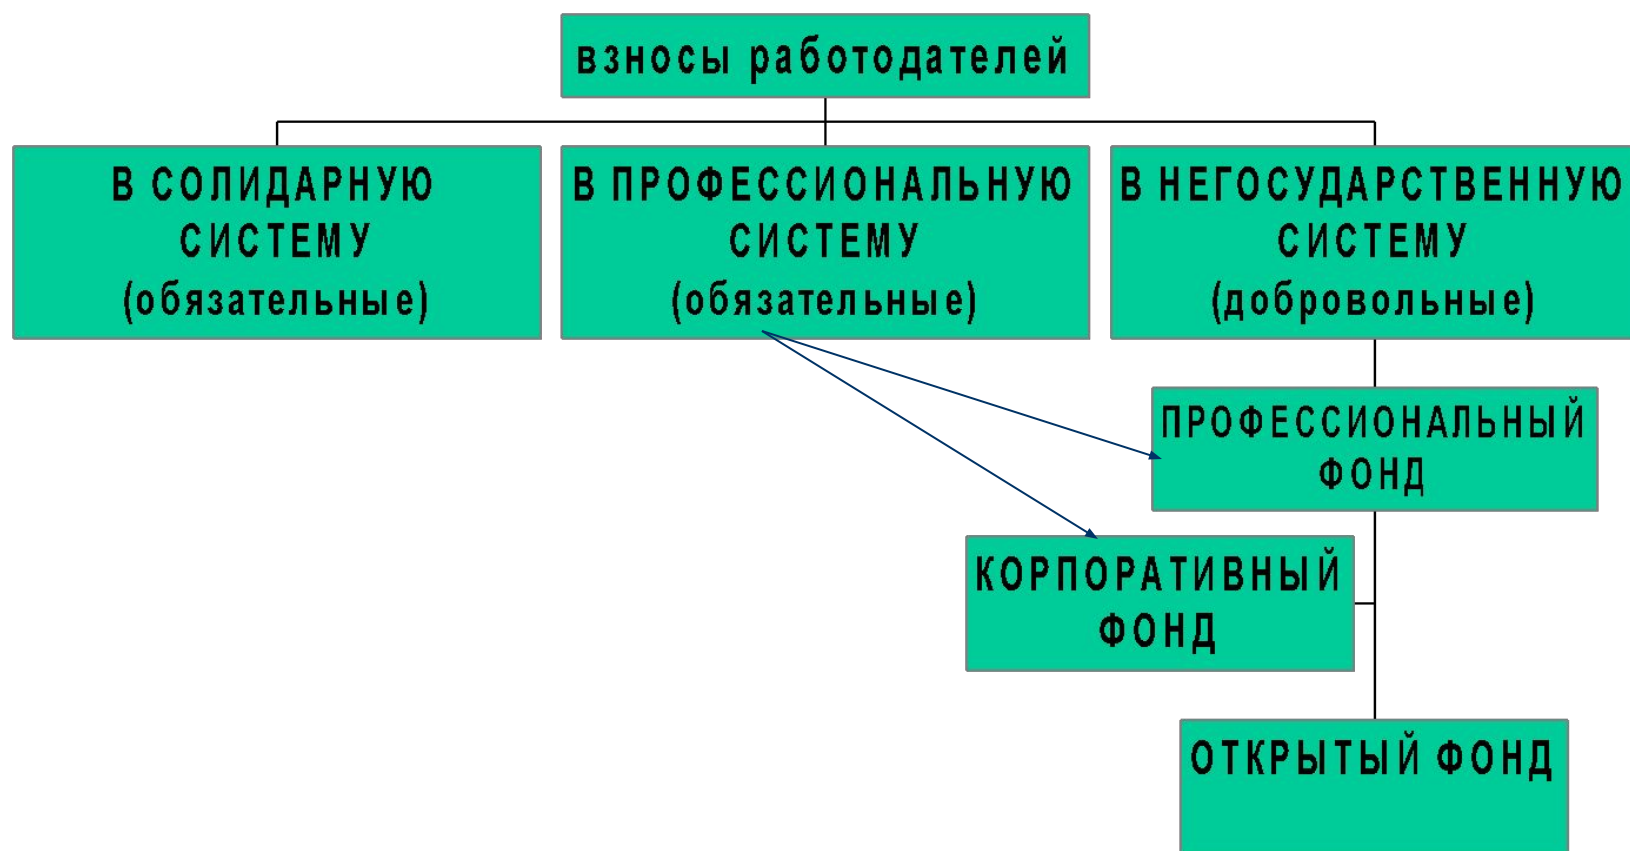 взносы работодателей
В СОЛИДАРНУЮ
СИСТЕМУ
(обязательные)
В ПРОФЕССИОНАЛЬНУЮ
СИСТЕМУ
(обязательные)
В НЕГОСУДАРСТВЕННУЮ
СИСТЕМУ
(добровольные)
ПРОФЕССИОНАЛЬНЫЙ
ФОНД
КОРПОРАТИВНЫЙ
ФОНД
ОТКРЫТЫЙ ФОНД